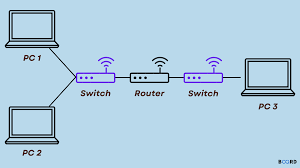 PC 1
Switch
Router
Switch
PC 3
PC 2